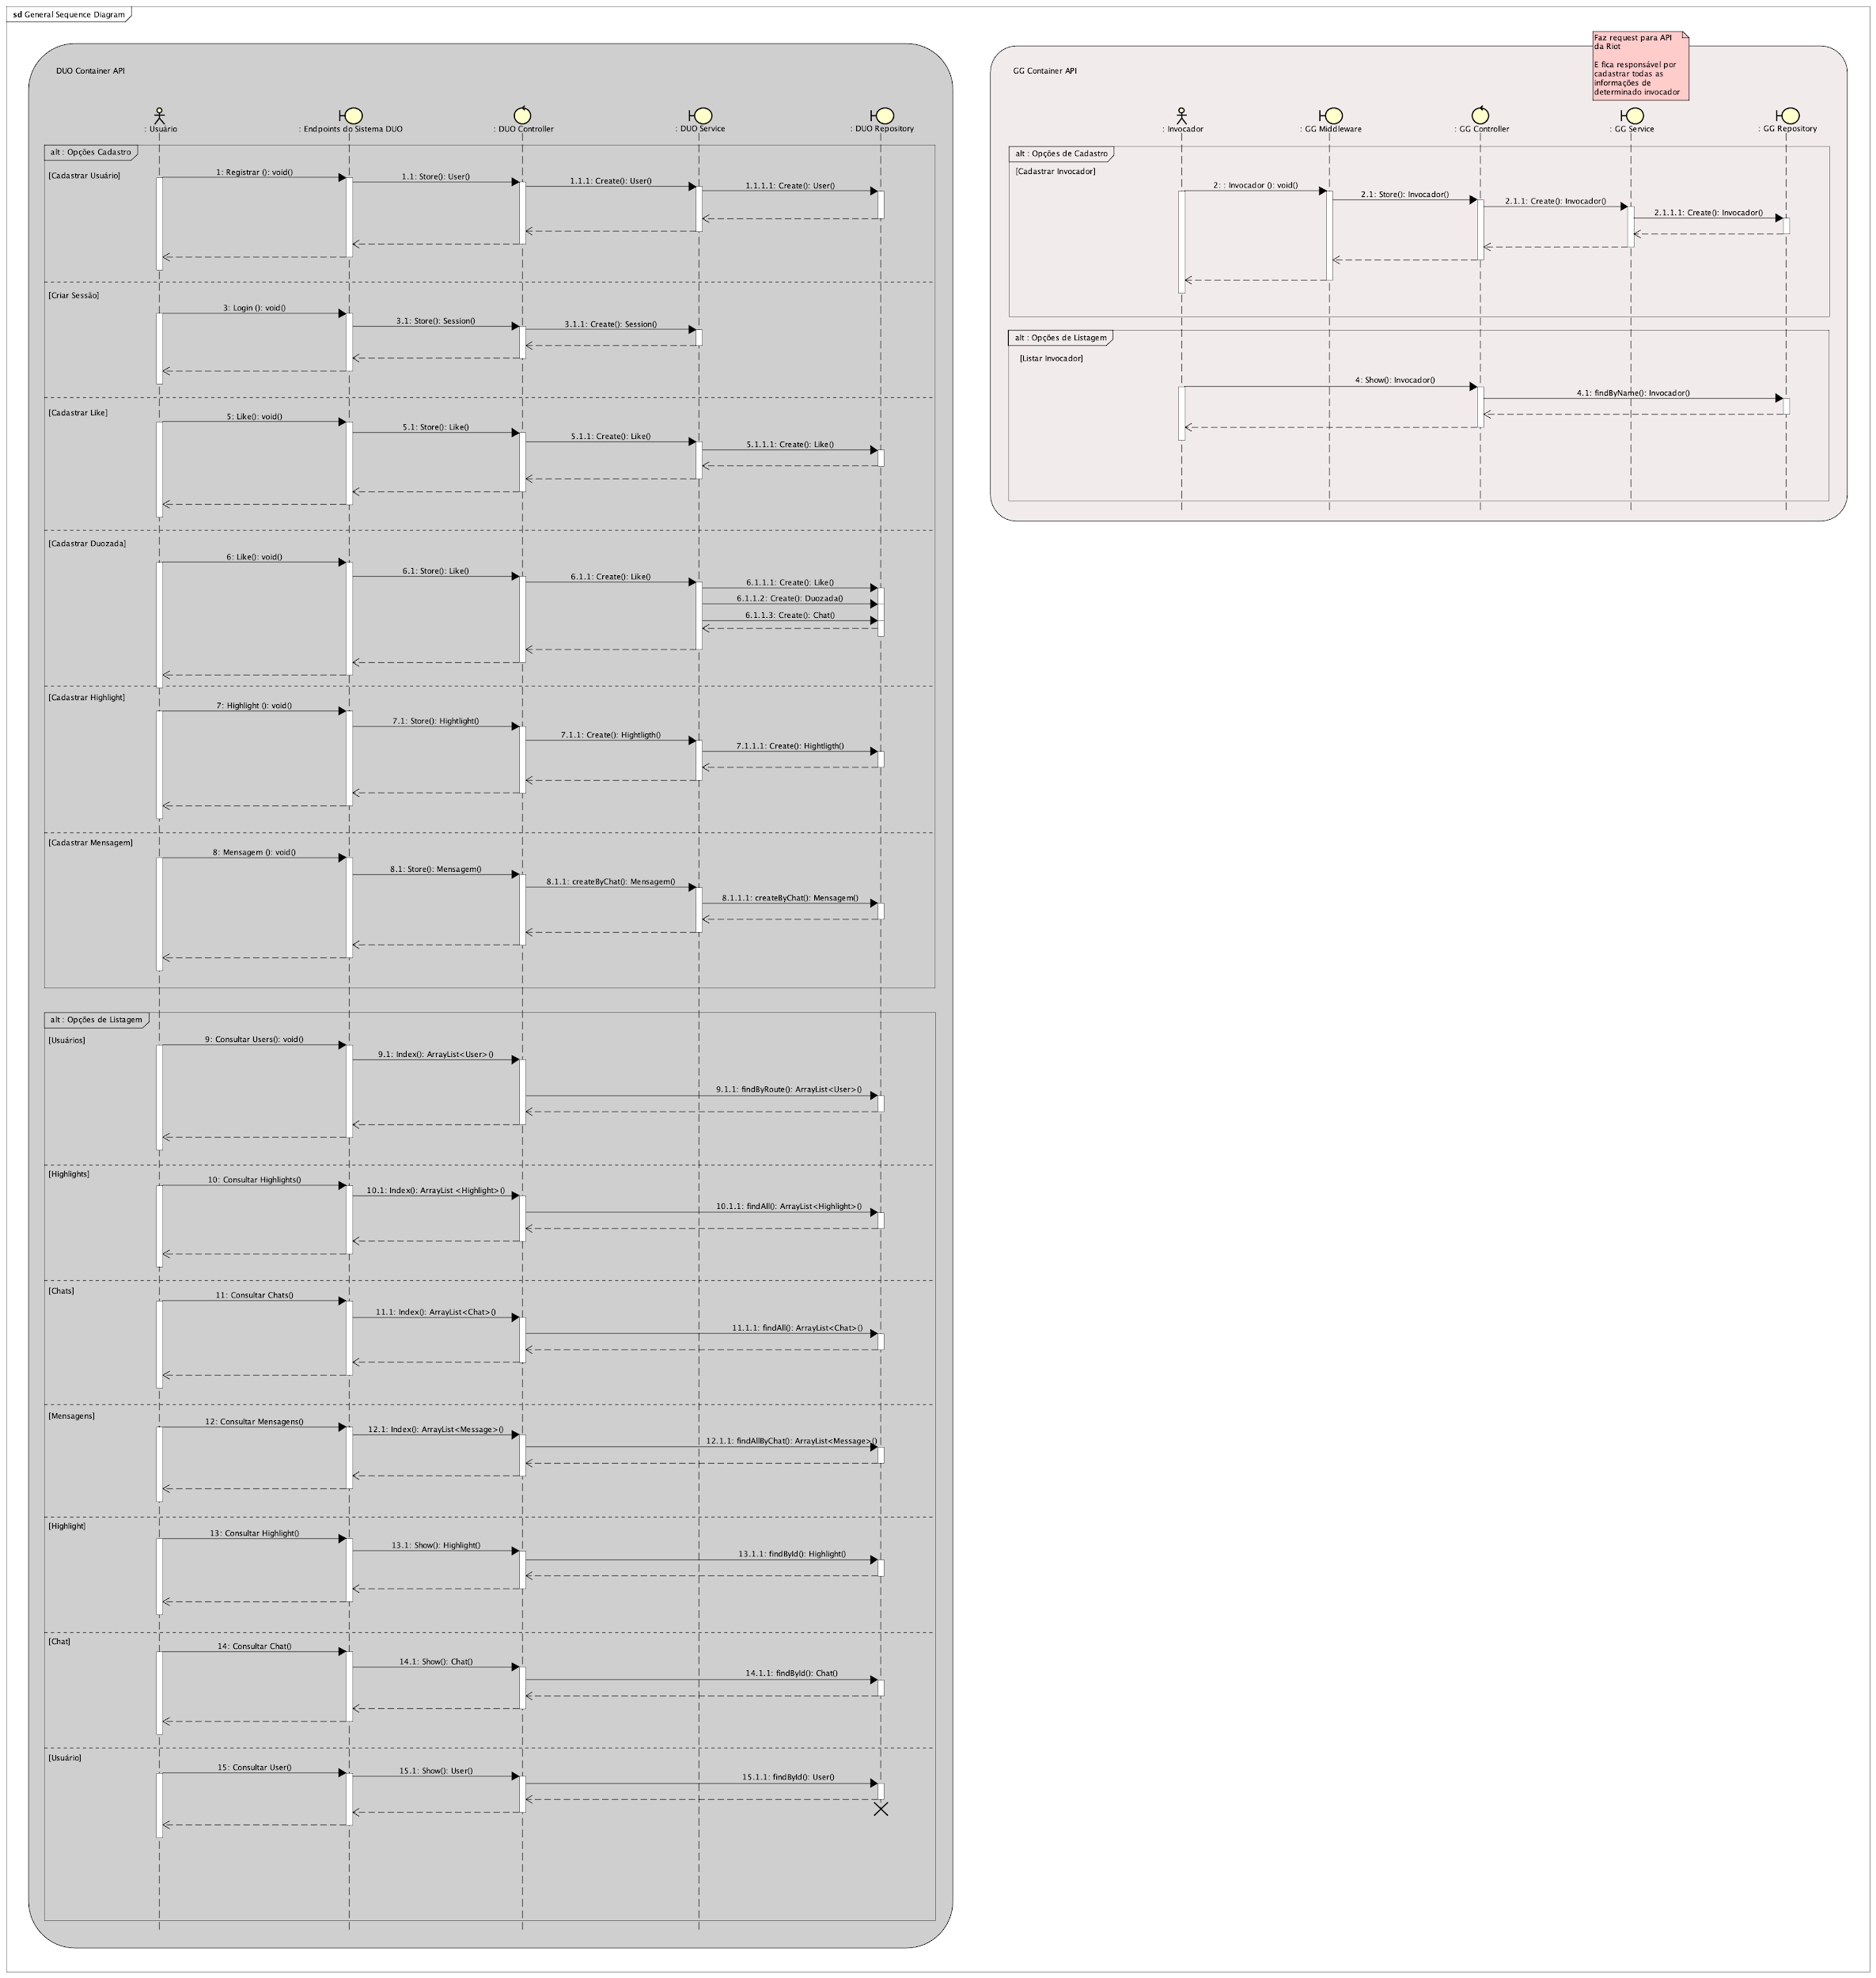 sd General Sequence Diagram
DUO Container API
: Usuário
: Endpoints do Sistema DUO
: DUO Controller
: DUO Service
: DUO Repository
alt : Opções Cadastro
[Cadastrar Usuário]
1: Registrar (): void()
1.1: Store(): User()
1.1.1: Create(): User()
1.1.1.1: Create(): User()
[Criar Sessão]
3: Login (): void()
3.1: Store(): Session()
3.1.1: Create(): Session()
[Cadastrar Like]
5: Like(): void()
5.1: Store(): Like()
5.1.1: Create(): Like()
5.1.1.1: Create(): Like()
[Cadastrar Duozada]
6: Like(): void()
6.1: Store(): Like()
6.1.1: Create(): Like()
6.1.1.1: Create(): Like()
6.1.1.2: Create(): Duozada()
6.1.1.3: Create(): Chat()
[Cadastrar Highlight]
7: Highlight (): void()
7.1: Store(): Hightlight()
7.1.1: Create(): Hightligth()
7.1.1.1: Create(): Hightligth()
[Cadastrar Mensagem]
8: Mensagem (): void()
8.1: Store(): Mensagem()
8.1.1: createByChat(): Mensagem()
8.1.1.1: createByChat(): Mensagem()
alt : Opções de Listagem
[Usuários]
9: Consultar Users(): void()
9.1: Index(): ArrayList<User>()
9.1.1: findByRoute(): ArrayList<User>()
[Highlights]
10: Consultar Highlights()
10.1: Index(): ArrayList <Highlight>()
10.1.1: findAll(): ArrayList<Highlight>()
[Chats]
11: Consultar Chats()
11.1: Index(): ArrayList<Chat>()
11.1.1: findAll(): ArrayList<Chat>()
[Mensagens]
12: Consultar Mensagens()
12.1: Index(): ArrayList<Message>()
12.1.1: findAllByChat(): ArrayList<Message>()
[Highlight]
13: Consultar Highlight()
13.1: Show(): Highlight()
13.1.1: findById(): Highlight()
[Chat]
14: Consultar Chat()
14.1: Show(): Chat()
14.1.1: findById(): Chat()
[Usuário]
15: Consultar User()
15.1: Show(): User()
15.1.1: findById(): User()
GG Container API
Faz request para API
da Riot
E fica responsável por
cadastrar todas as
informações de
determinado invocador
: Invocador
: GG Middleware
: GG Controller
: GG Service
: GG Repository
alt : Opções de Cadastro
[Cadastrar Invocador]
2: : Invocador (): void()
2.1: Store(): Invocador()
2.1.1: Create(): Invocador()
2.1.1.1: Create(): Invocador()
alt : Opções de Listagem
[Listar Invocador]
4: Show(): Invocador()
4.1: findByName(): Invocador()